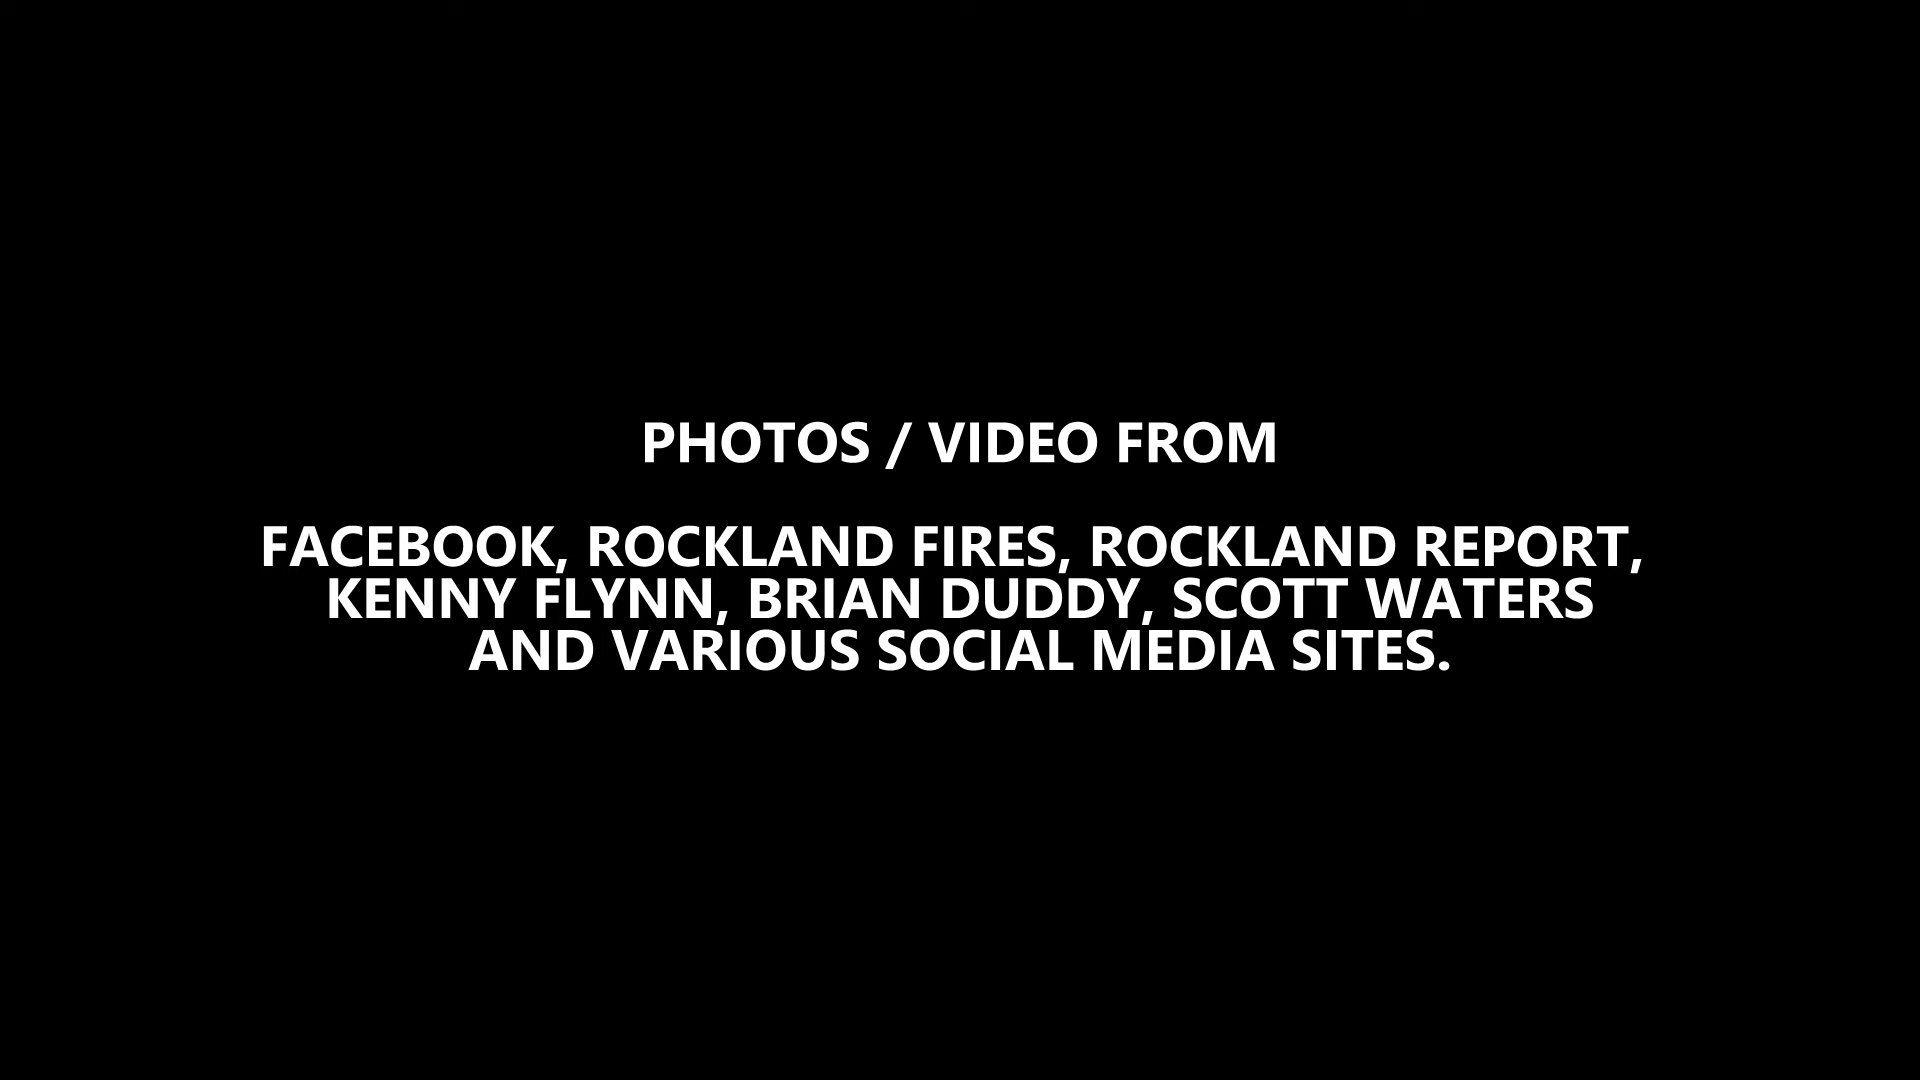 PHOTOS / VIDEO FROM
FACEBOOK, ROCKLAND FIRES, ROCKLAND REPORT,
KENNY FLYNN, BRIAN DUDDY, SCOTT WATERS
AND VARIOUS SOCIAL MEDIA SITES.